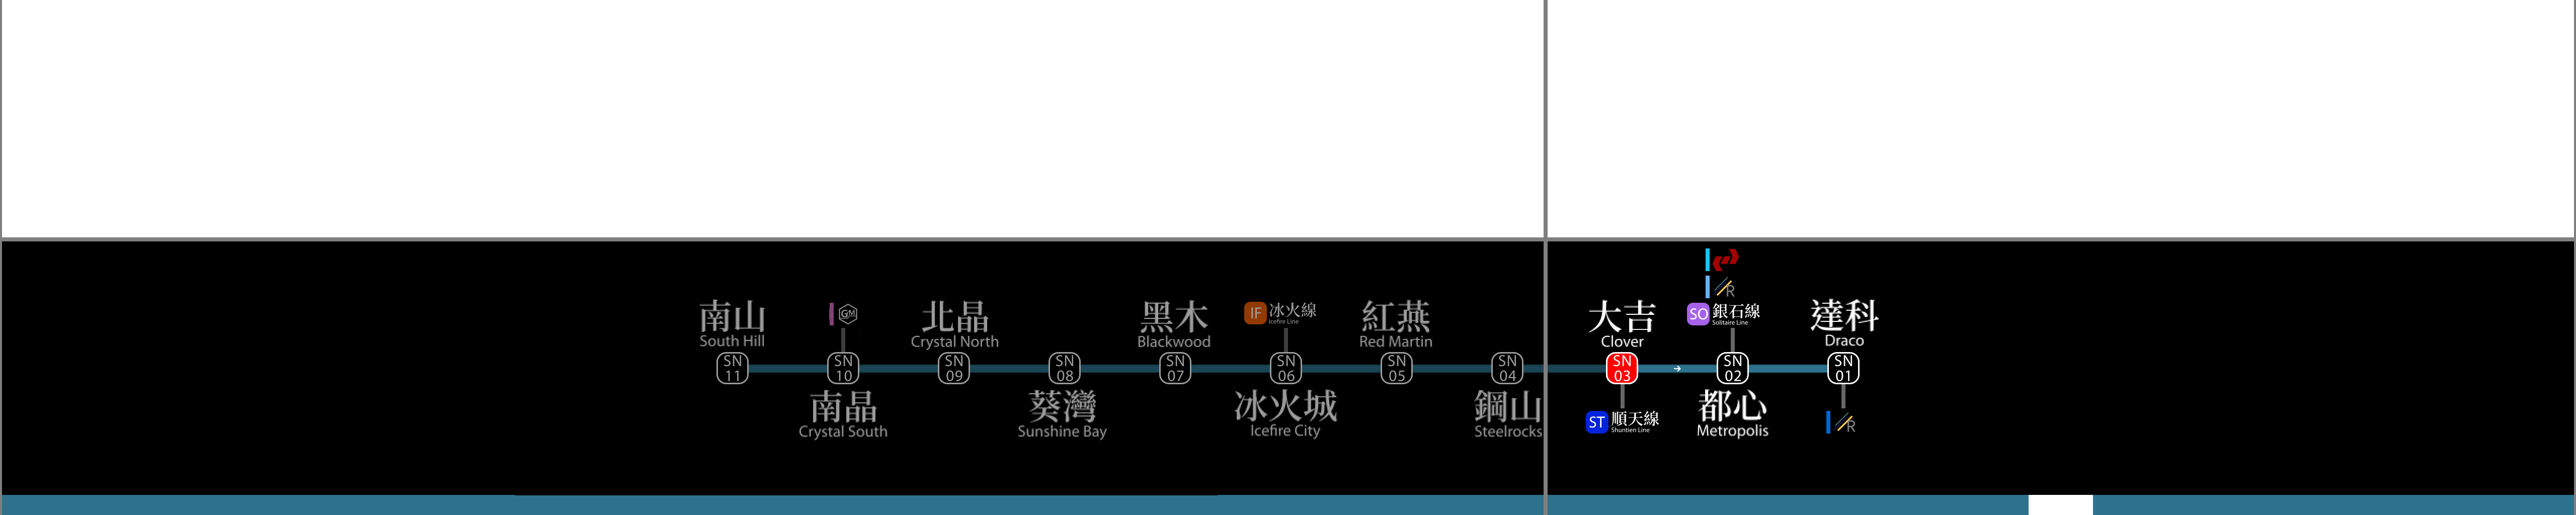 南山
South Hill
SN
11
GM
SN
10
南晶
Crystal South
北晶
Crystal North
SN
09
SN
08
葵灣
Sunshine Bay
黑木
Blackwood
SN
07
IF 冰火線
Icefire Line
SN
06
冰火城
Icefire City
紅燕
Red Martin
SN
05
SN
04
鋼山
Steelrocks
大吉
Clover
SN
03
ST 順天線
Shuntien Line
R
SO 銀石線
Solitaire Line
SN
02
都心
Metropolis
達科
Draco
SN
01
R